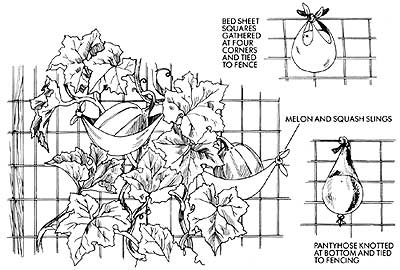 BED SHEET
SQUARES
GATHERED
AT FOUR
CORNERS
AND TIED
TO FENCE
MELON AND SQUASH SLINGS
PANTYHOSE KNOTTED
AT BOTTOM AND TIED
TO FENCING